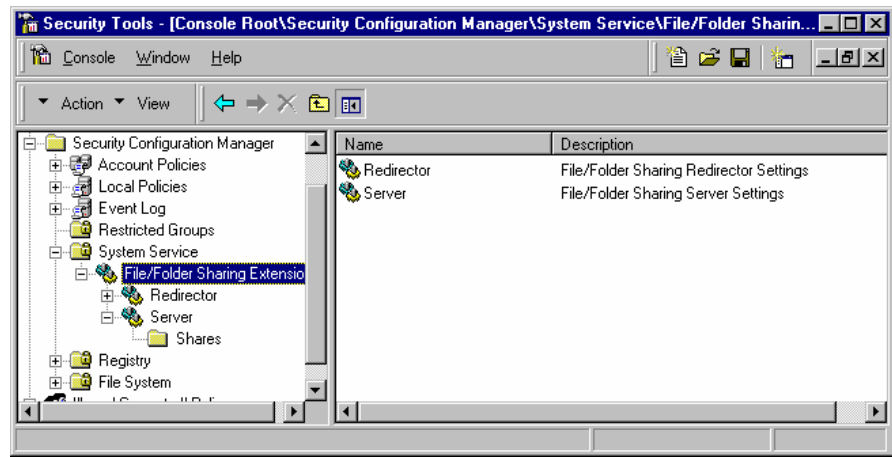 Security Tools - [Console Root\Security Configuration Manager\System Service\File/Folder Sharin...
Console Window Help
Action View
Security Configuration Manager
Account Policies
Local Policies
Event Log
Restricted Groups
System Service
File/Folder Sharing Extensio
Redirector
Server
Shares
Registry
File System
Name Description
Redirector File/Folder Sharing Redirector Settings
Server File/Folder Sharing Server Settings